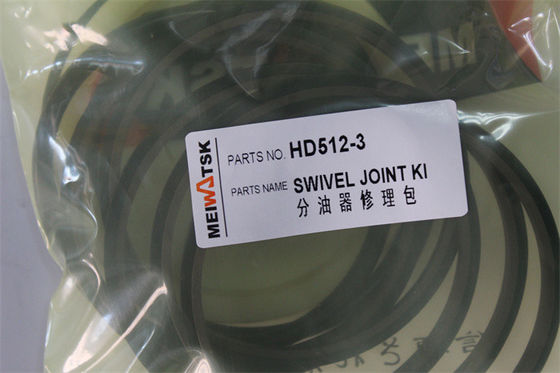 MEIWATSK
PARTS NO. HD512-3
PARTS NAME SWIVEL JOINT KI
分油器修理包